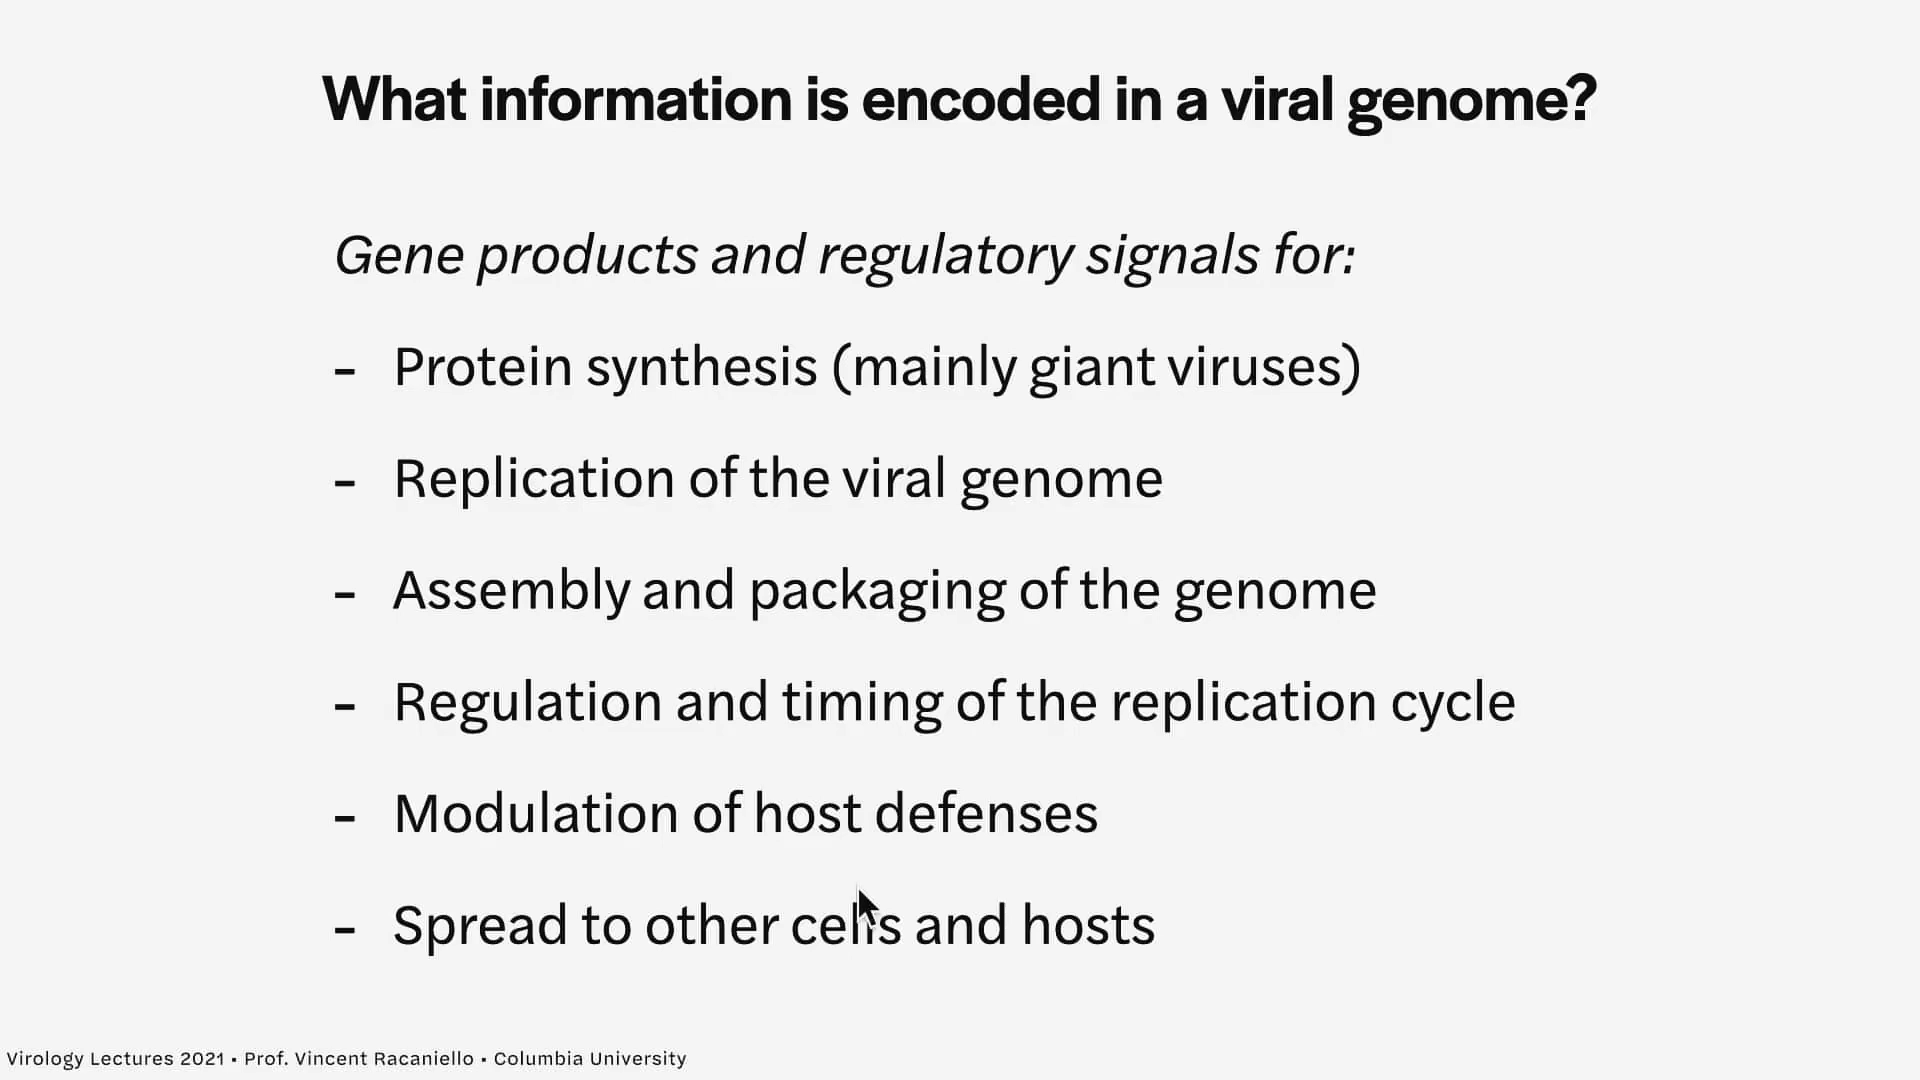 What information is encoded in a viral genome?
Gene products and regulatory signals for:
- Protein synthesis (mainly giant viruses)
- Replication of the viral genome
- Assembly and packaging of the genome
- Regulation and timing of the replication cycle
- Modulation of host defenses
- Spread to other cells and hosts
Virology Lectures 2021 • Prof. Vincent Racaniello • Columbia University